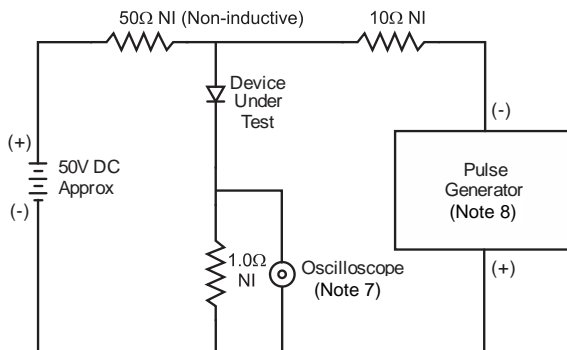 50Ω NI (Non-inductive)
10Ω NI
Device
Under
Test
(+)
50V DC
Approx
(-)
(-)
Pulse
Generator
(Note 8)
(+)
1.0Ω
NI
Oscilloscope
(Note 7)